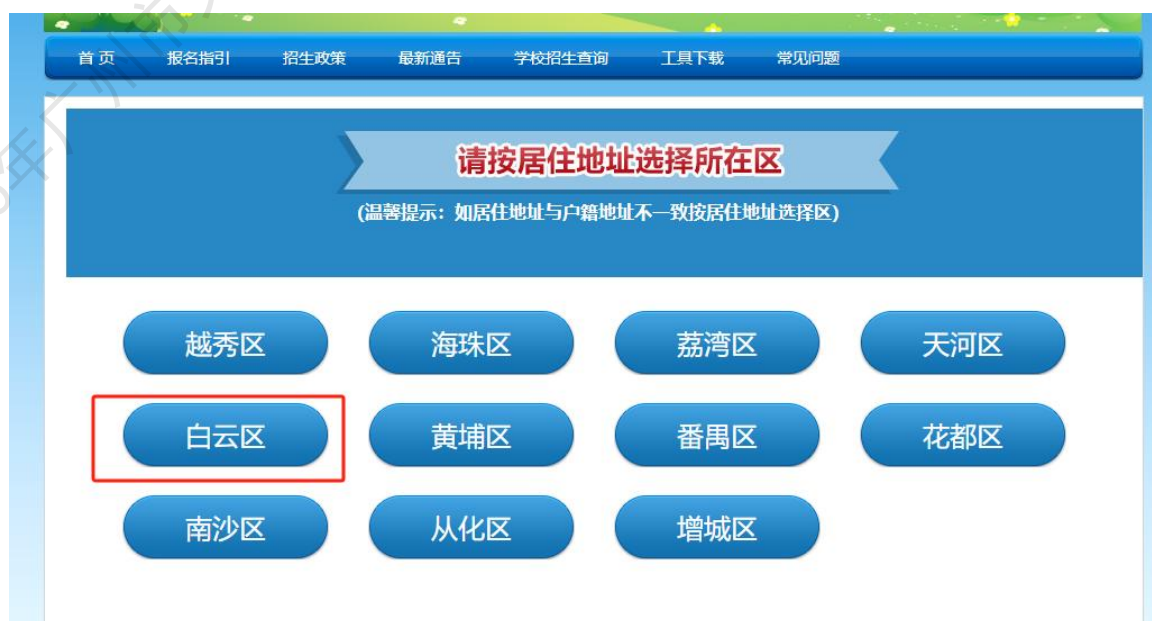 首页 报名指引 招生政策 最新通告 学校招生查询 工具下载 常见问题
请按居住地址选择所在区
(温馨提示：如居住地址与户籍地址不一致按居住地址选择区)
越秀区 海珠区 荔湾区 天河区
白云区 黄埔区 番禺区 花都区
南沙区 从化区 增城区